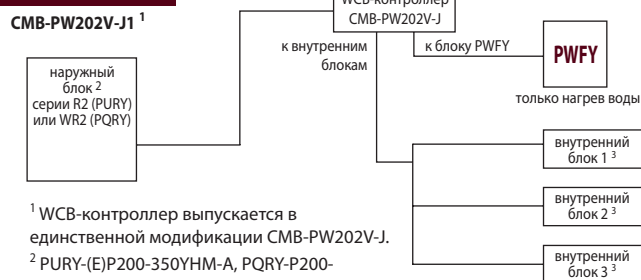 CMB-PW202V-J1 ¹
WCB-контроллер
CMB-PW202V-J
к внутренним
блокам
к блоку PWFY
PWFY
только нагрев воды
наружный
блок ²
серии R2 (PURY)
или WR2 (PQRY)
внутренний
блок 1 ³
внутренний
блок 2 ³
внутренний
блок 3 ³
¹ WCB-контроллер выпускается в
единственной модификации CMB-PW202V-J.
² PURY-(E)P200-350YHM-A, PQRY-P200-